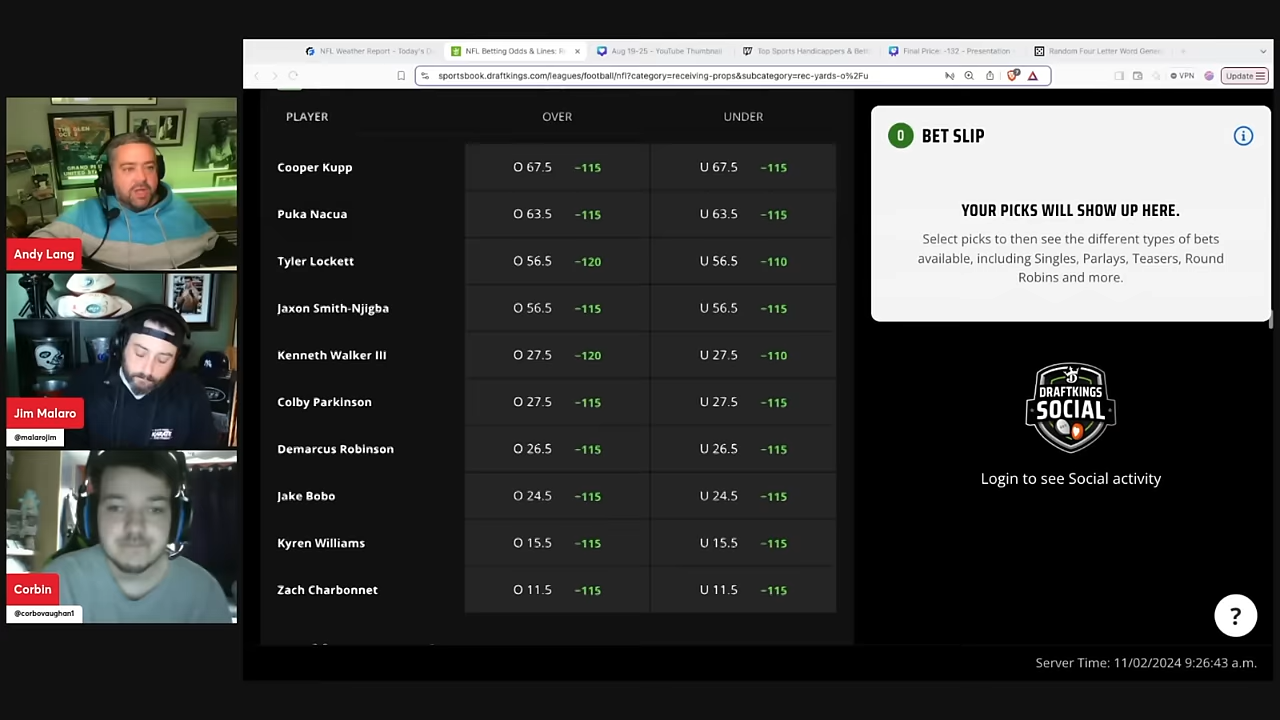 NFL Weather Report - Today's D
NFL Betting Odds & Lines: R
Aug 19-25 - YouTube Thumbnail
Top Sports Handicappers & Bett
Final Price: -132 - Presentation -
Random Four Letter Word Gene
sportsbook.draftkings.com/leagues/football/nfl?category=receiving-props&subcategory=rec-yards-o%2Fu
VPN
Update
PLAYER OVER UNDER
Cooper Kupp O 67.5 -115 U 67.5 -115
Puka Nacua O 63.5 -115 U 63.5 -115
Tyler Lockett O 56.5 -120 U 56.5 -110
Jaxon Smith-Njigba O 56.5 -115 U 56.5 -115
Kenneth Walker III O 27.5 -120 U 27.5 -110
Colby Parkinson O 27.5 -115 U 27.5 -115
Demarcus Robinson O 26.5 -115 U 26.5 -115
Jake Bobo O 24.5 -115 U 24.5 -115
Kyren Williams O 15.5 -115 U 15.5 -115
Zach Charbonnet O 11.5 -115 U 11.5 -115
0 BET SLIP
YOUR PICKS WILL SHOW UP HERE.
Select picks to then see the different types of bets
available, including Singles, Parlays, Teasers, Round
Robins and more.
DRAFTKINGS
SOCIAL
Login to see Social activity
?
Server Time: 11/02/2024 9:26:43 a.m.
Andy Lang
Jim Malaro
@malarojim
Corbin
@corbovaughan1